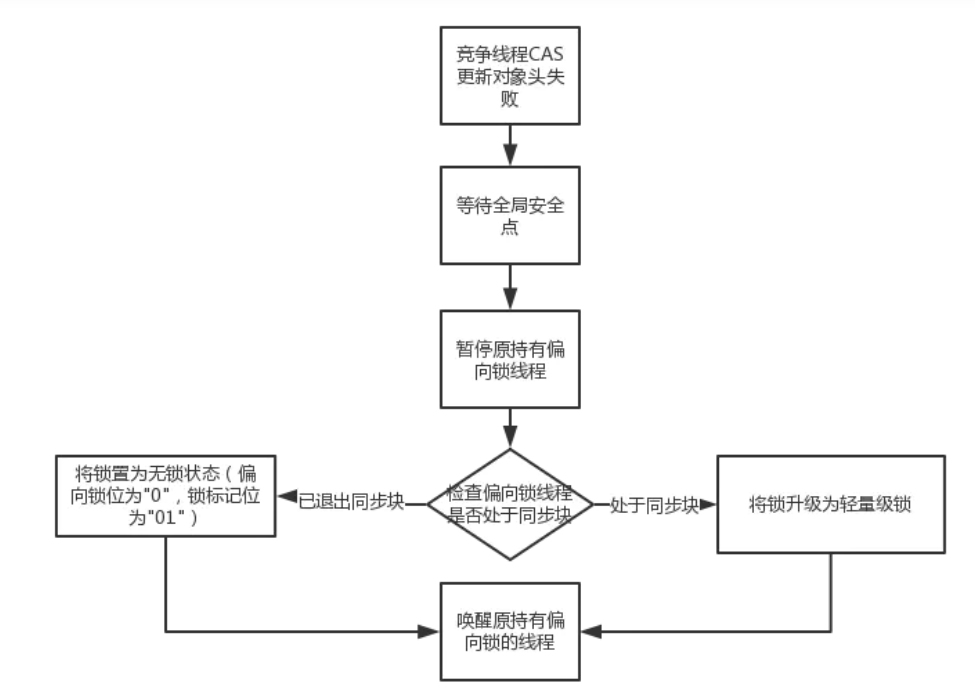 竞争线程CAS
更新对象头失
败
等待全局安全
点
暂停原持有偏
向锁线程
将锁置为无锁状态（偏
向锁位为"0"，锁标记位
为"01"）
已退出同步块
检查偏向锁线程
是否处于同步块
处于同步块
将锁升级为轻量级锁
唤醒原持有偏
向锁的线程